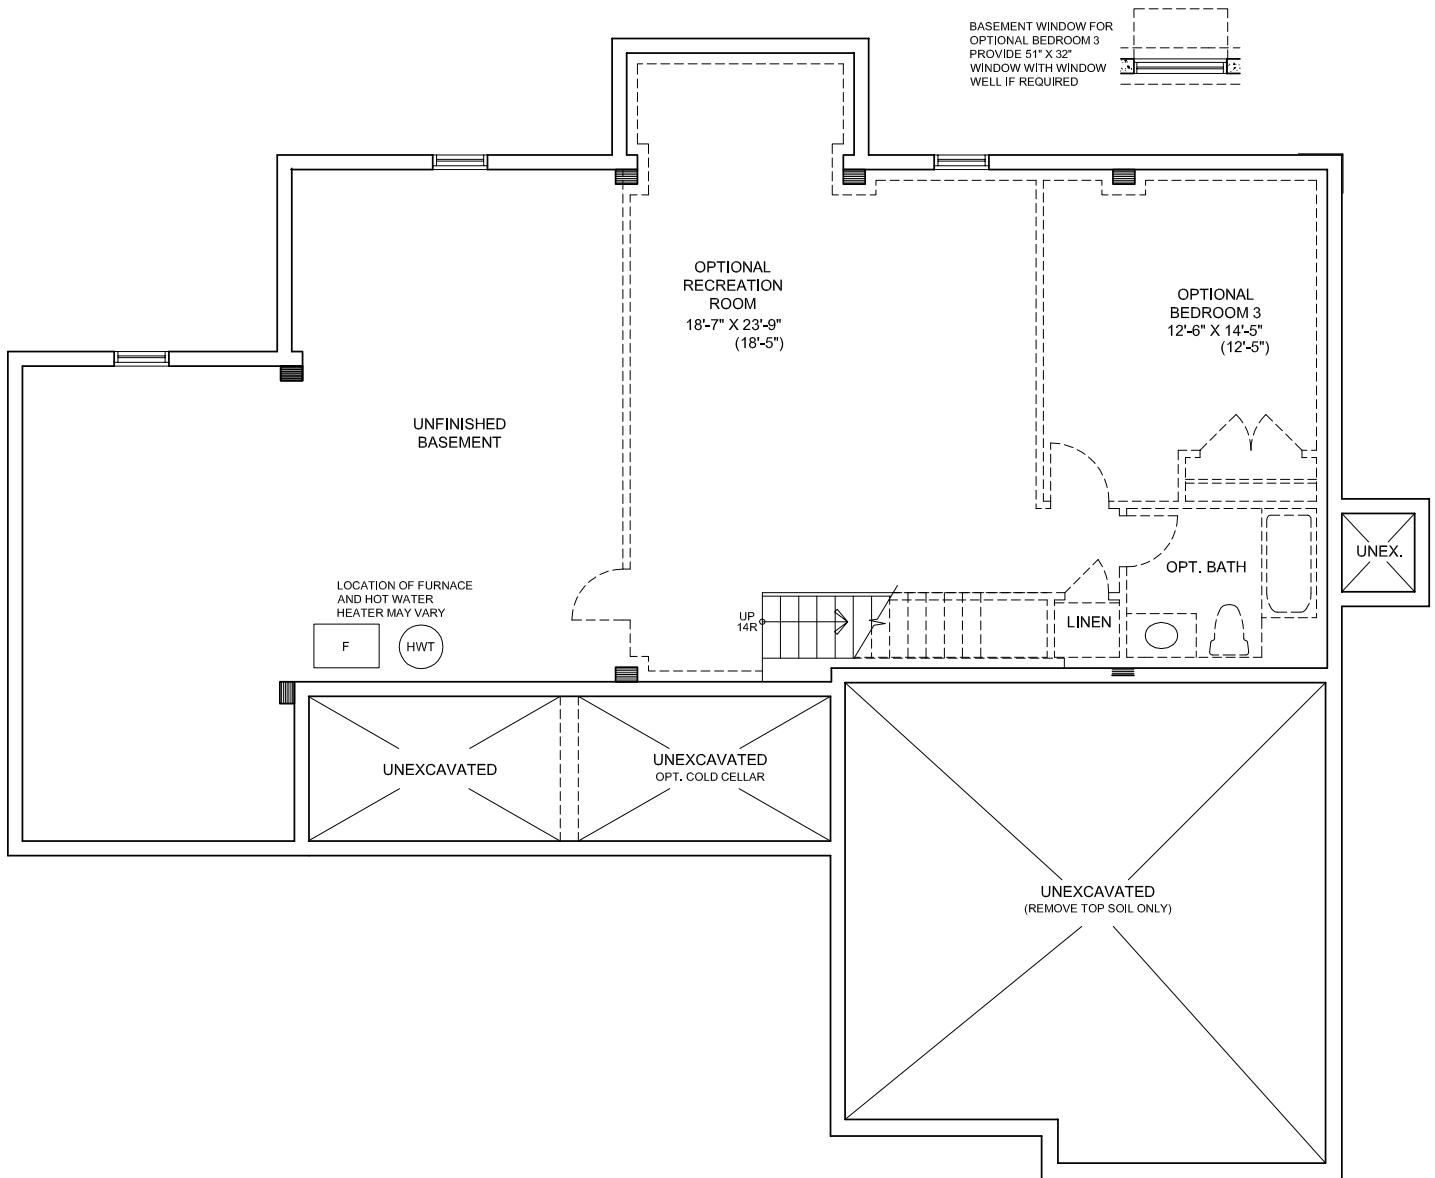 BASEMENT WINDOW FOR
OPTIONAL BEDROOM 3
PROVIDE 51" X 32"
WINDOW WITH WINDOW
WELL IF REQUIRED
OPTIONAL
RECREATION
ROOM
18'-7" X 23'-9"
(18'-5")
OPTIONAL
BEDROOM 3
12'-6" X 14'-5"
(12'-5")
UNFINISHED
BASEMENT
UNEX.
OPT. BATH
LOCATION OF FURNACE
AND HOT WATER
HEATER MAY VARY
F
HWT
UP
14R
LINEN
UNEXCAVATED
UNEXCAVATED
OPT. COLD CELLAR
UNEXCAVATED
(REMOVE TOP SOIL ONLY)